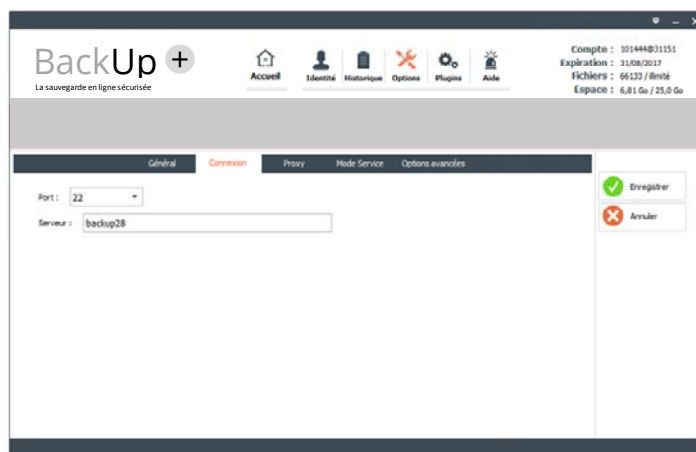 BackUp +
La sauvegarde en ligne sécurisée
Accueil
Identité
Historique
Options
Plugins
Aide
Compte : 101444@31151
Expiration : 31/08/2017
Fichiers : 66133 / illimité
Espace : 6,81 Go / 25,0 Go
Général
Connexion
Proxy
Mode Service
Options avancées
Port : 22
Serveur : backup28
Enregistrer
Annuler